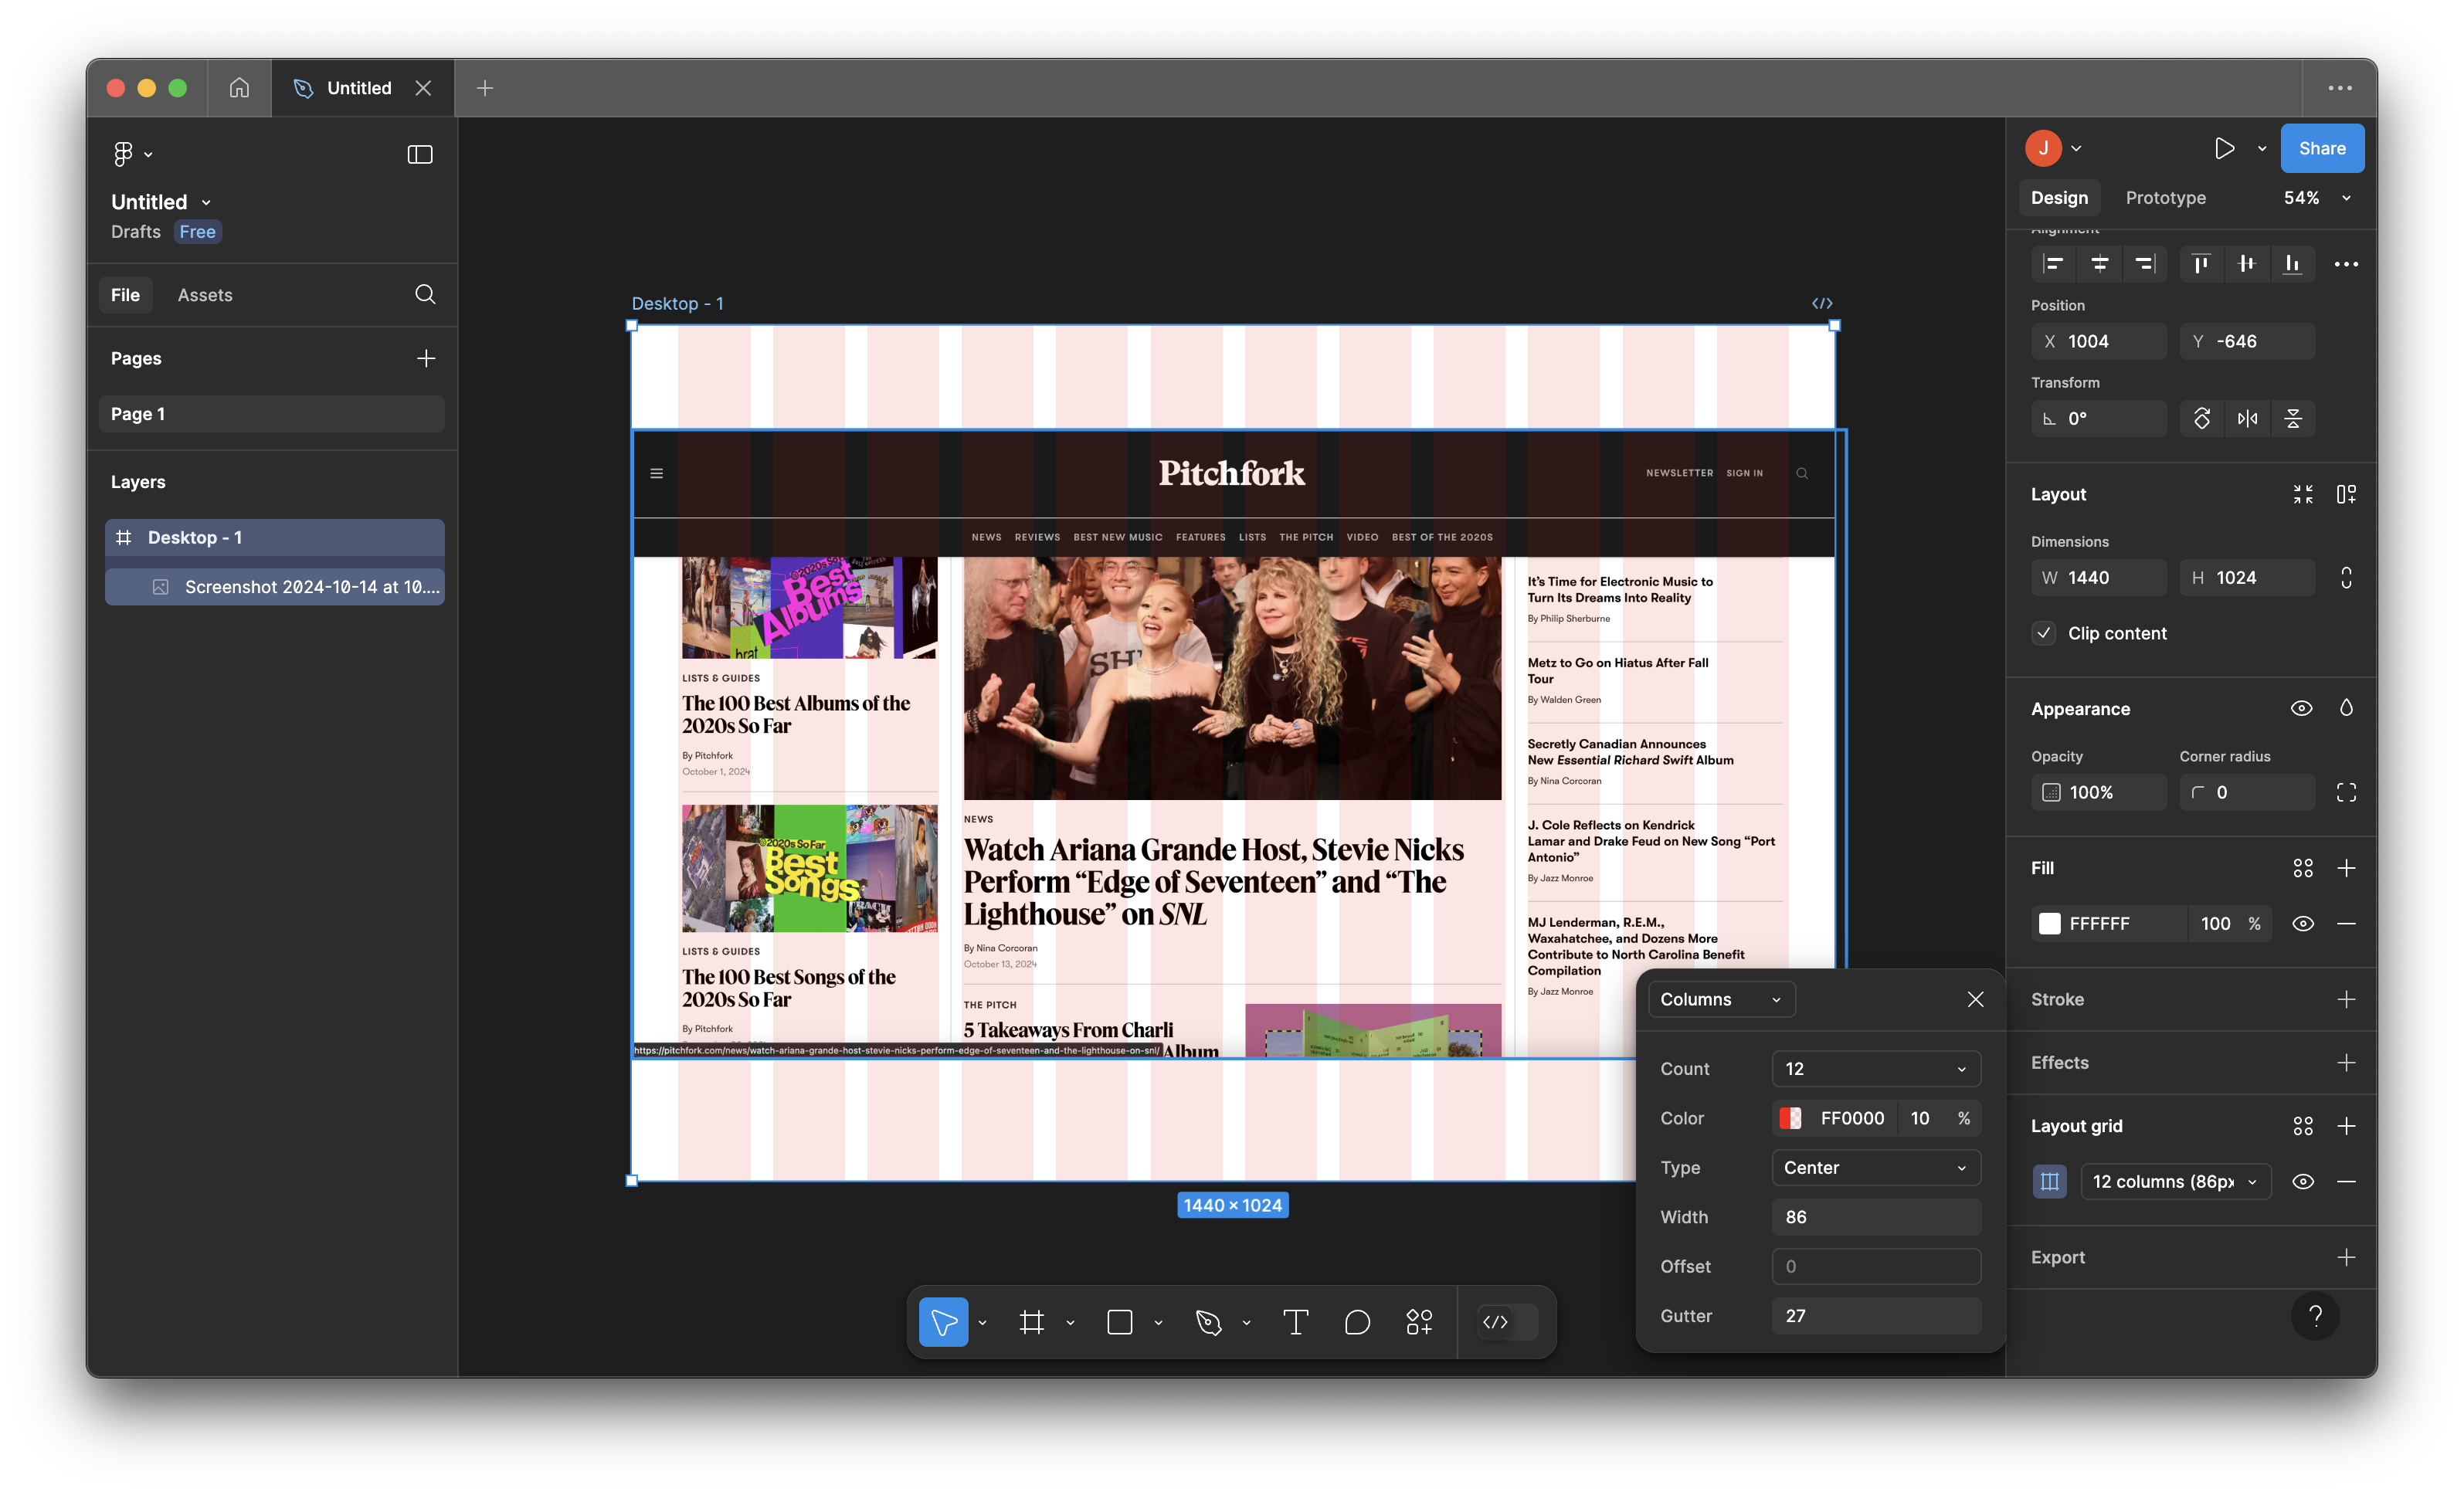 Untitled
Untitled
Drafts Free
File Assets
Pages
Page 1
Layers
Desktop - 1
Screenshot 2024-10-14 at 10....
Desktop - 1
Pitchfork
NEWSLETTER SIGN IN
NEWS REVIEWS BEST NEW MUSIC FEATURES LISTS THE PITCH VIDEO BEST OF THE 2020S
©2020s So Far
Best
Albums
brat
LISTS & GUIDES
The 100 Best Albums of the
2020s So Far
By Pitchfork
October 1, 2024
©2020s So Far
Best
Songs
LISTS & GUIDES
The 100 Best Songs of the
2020s So Far
By Pitchfork
https://pitchfork.com/news/watch-ariana-grande-host-stevie-nicks-perform-edge-of-seventeen-and-the-lighthouse-on-snl/
NEWS
Watch Ariana Grande Host, Stevie Nicks
Perform “Edge of Seventeen” and “The
Lighthouse” on SNL
By Nina Corcoran
October 13, 2024
THE PITCH
5 Takeaways From Charli
Album
It’s Time for Electronic Music to
Turn Its Dreams Into Reality
By Philip Sherburne
Metz to Go on Hiatus After Fall
Tour
By Walden Green
Secretly Canadian Announces
New Essential Richard Swift Album
By Nina Corcoran
J. Cole Reflects on Kendrick
Lamar and Drake Feud on New Song “Port
Antonio”
By Jazz Monroe
MJ Lenderman, R.E.M.,
Waxahatchee, and Dozens More
Contribute to North Carolina Benefit
Compilation
By Jazz Monroe
1440 × 1024
Columns
Count 12
Color FF0000 10 %
Type Center
Width 86
Offset 0
Gutter 27
J
Share
Design Prototype 54%
Alignment
Position
X 1004 Y -646
Transform
0°
Layout
Dimensions
W 1440 H 1024
Clip content
Appearance
Opacity Corner radius
100% 0
Fill
FFFFFF 100 %
Stroke
Effects
Layout grid
12 columns (86px
Export
?